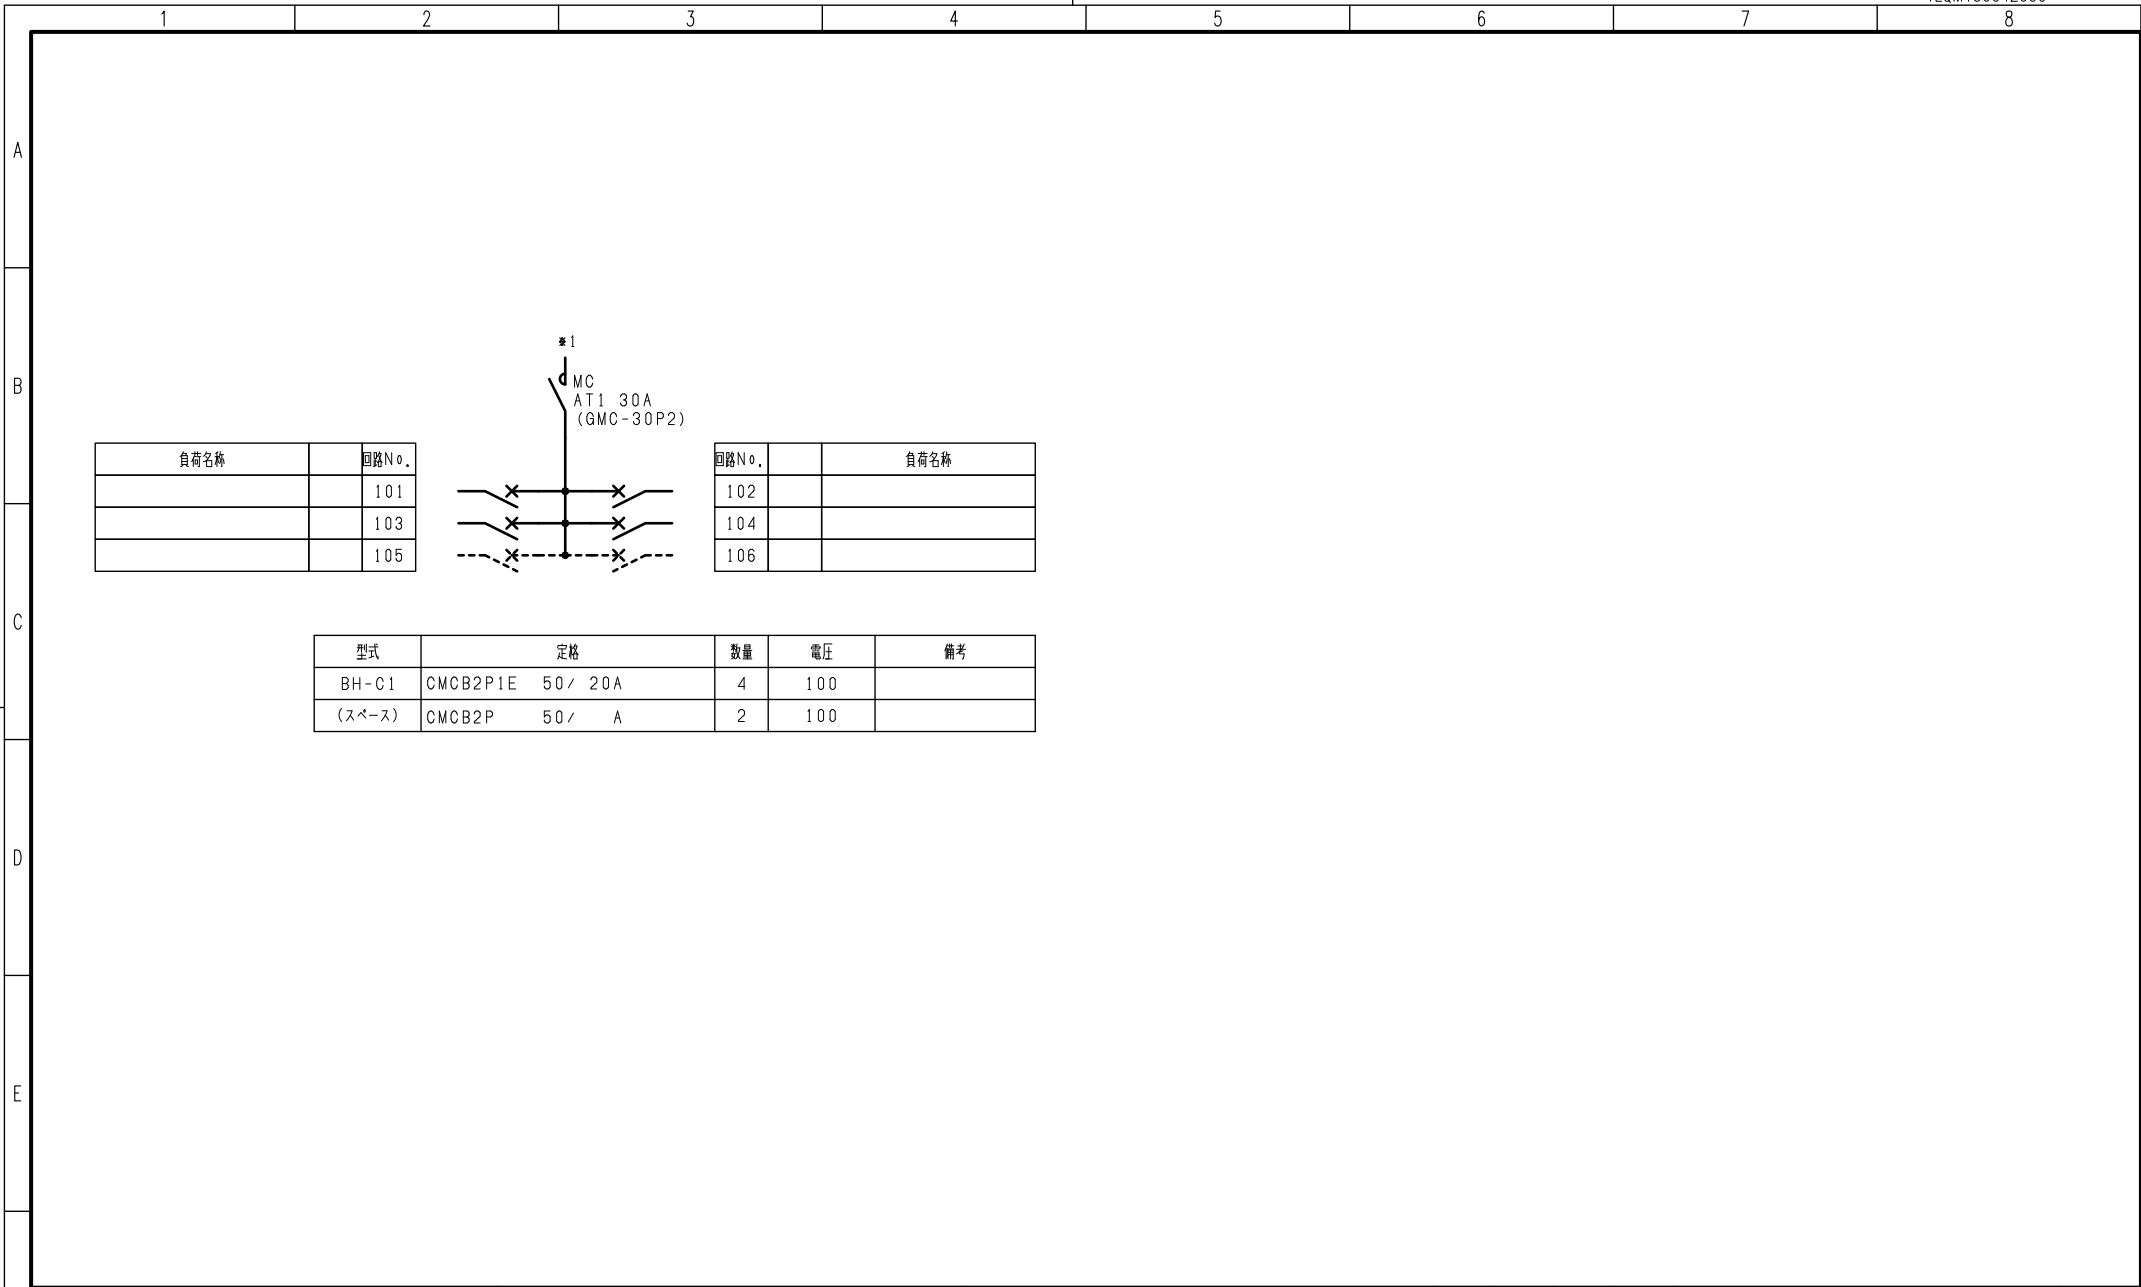 1 2 3 4 5 6 7 8
A
B
C
D
E
*1
MC
AT1 30A
(GMC-30P2)
負荷名称 回路No.
101
103
105
回路No. 負荷名称
102
104
106
型式 定格 数量 電圧 備考
BH-C1 CMCB2P1E 50/ 20A 4 100
(スペース) CMCB2P 50/ A 2 100